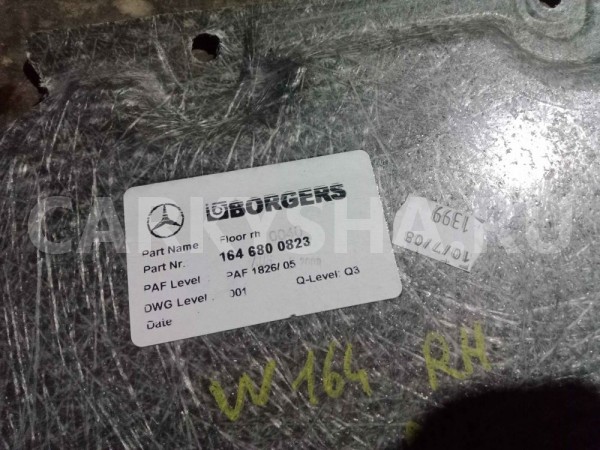 BORGERS
Part Name Floor rh
Part Nr. 164 680 0823
PAF Level PAF 1826/05
DWG Level 001 Q-Level: Q3
Date
1399
10/7/08
W164 RH